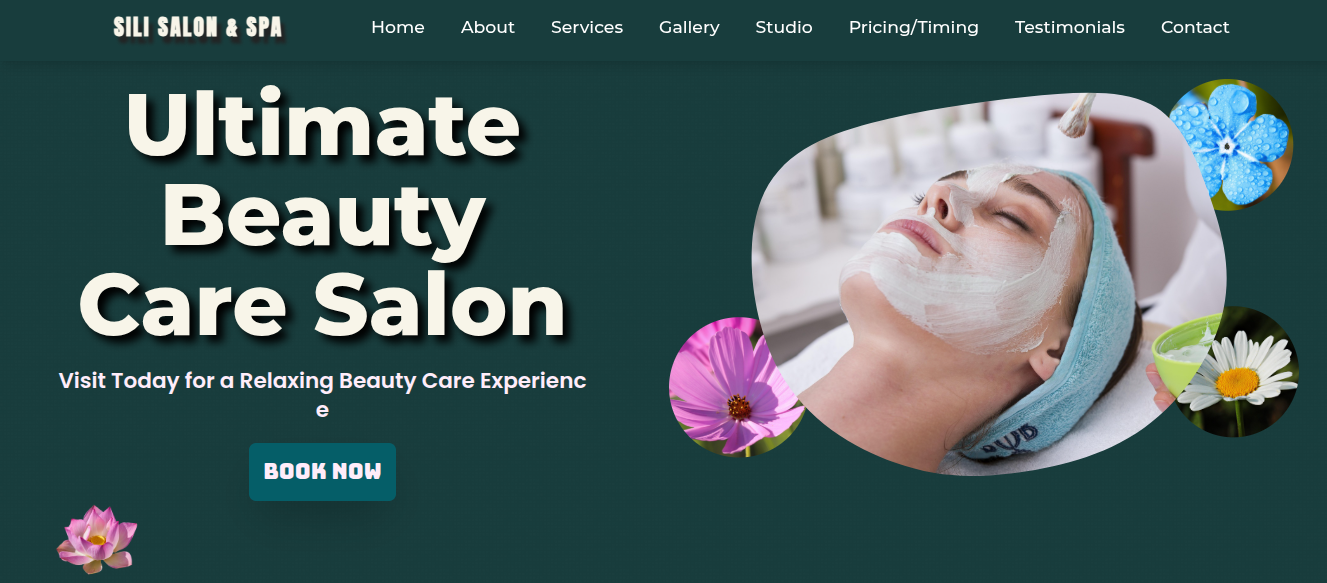 SILI SALON & SPA
Home About Services Gallery Studio Pricing/Timing Testimonials Contact
Ultimate
Beauty
Care Salon
Visit Today for a Relaxing Beauty Care Experienc
e
BOOK NOW